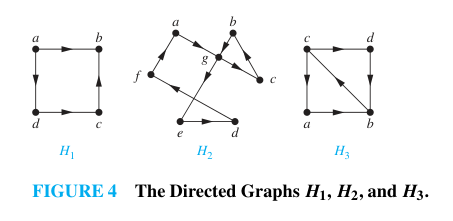 a b
d c
H1
a b
g
f c
e d
H2
c d
a b
H3
FIGURE 4 The Directed Graphs H1, H2, and H3.